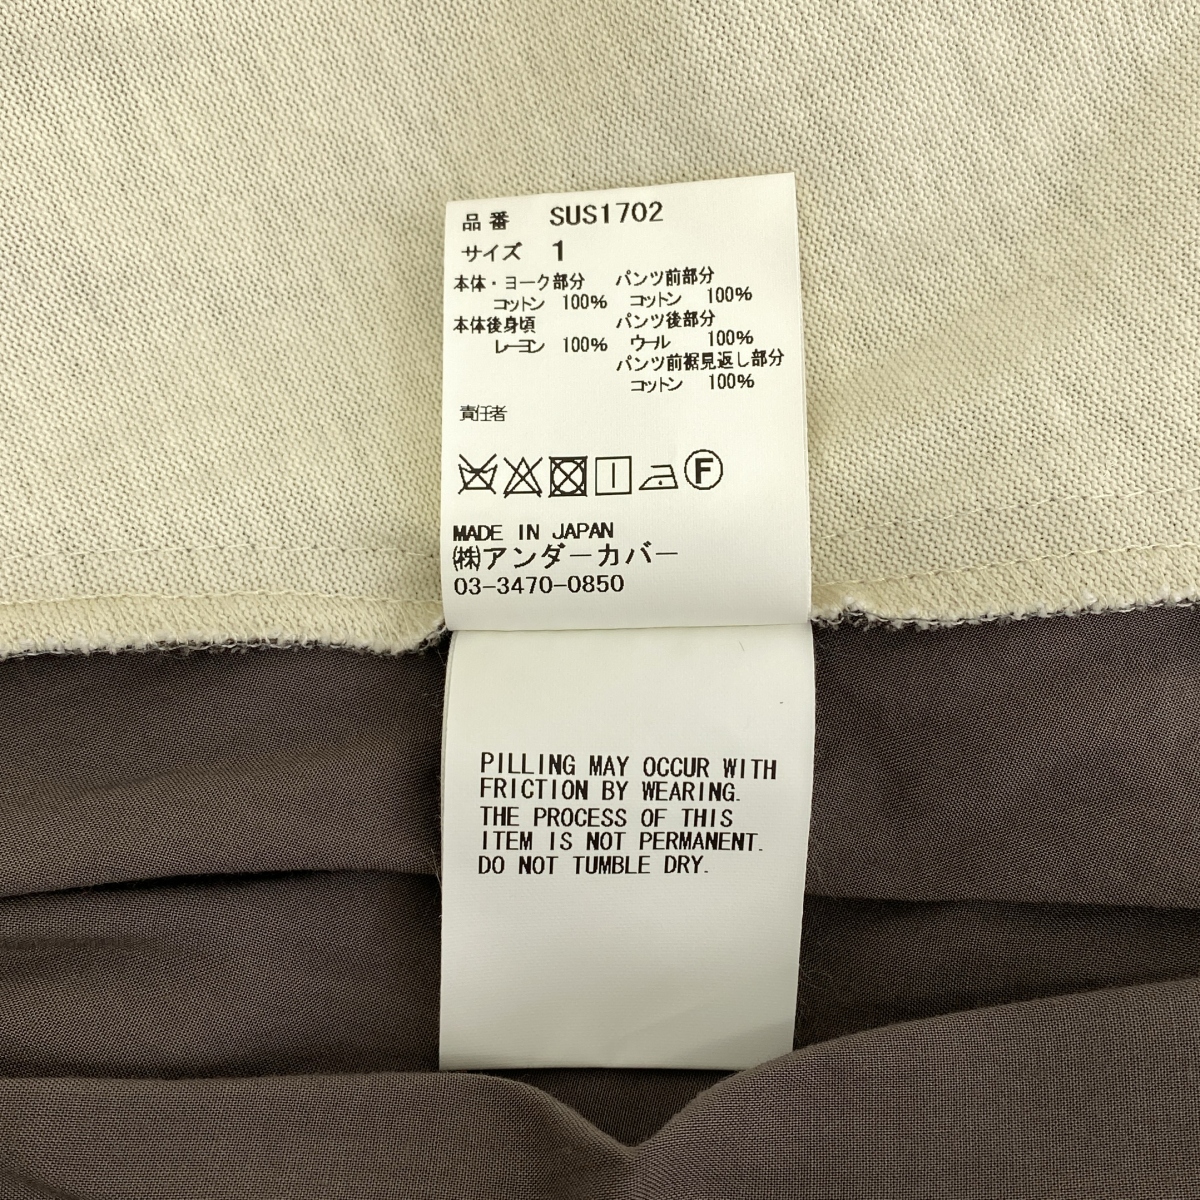 品番 SUS1702
サイズ 1
本体・ヨーク部分
コットン 100%
本体後身頃
レーヨン 100%
パンツ前部分
コットン 100%
パンツ後部分
ウール 100%
パンツ前裾見返し部分
コットン 100%
責任者
F
MADE IN JAPAN
㈱アンダーカバー
03-3470-0850
PILLING MAY OCCUR WITH
FRICTION BY WEARING.
THE PROCESS OF THIS
ITEM IS NOT PERMANENT.
DO NOT TUMBLE DRY.